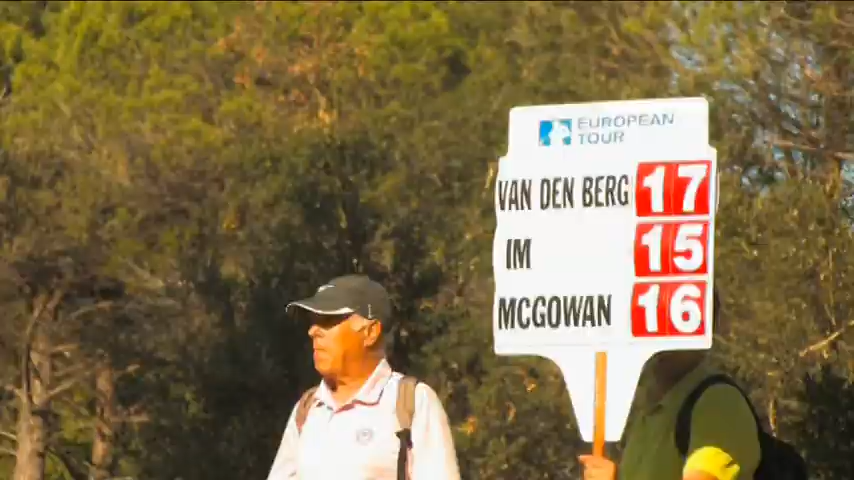 EUROPEAN
TOUR
VAN DEN BERG 17
IM 15
MCGOWAN 16